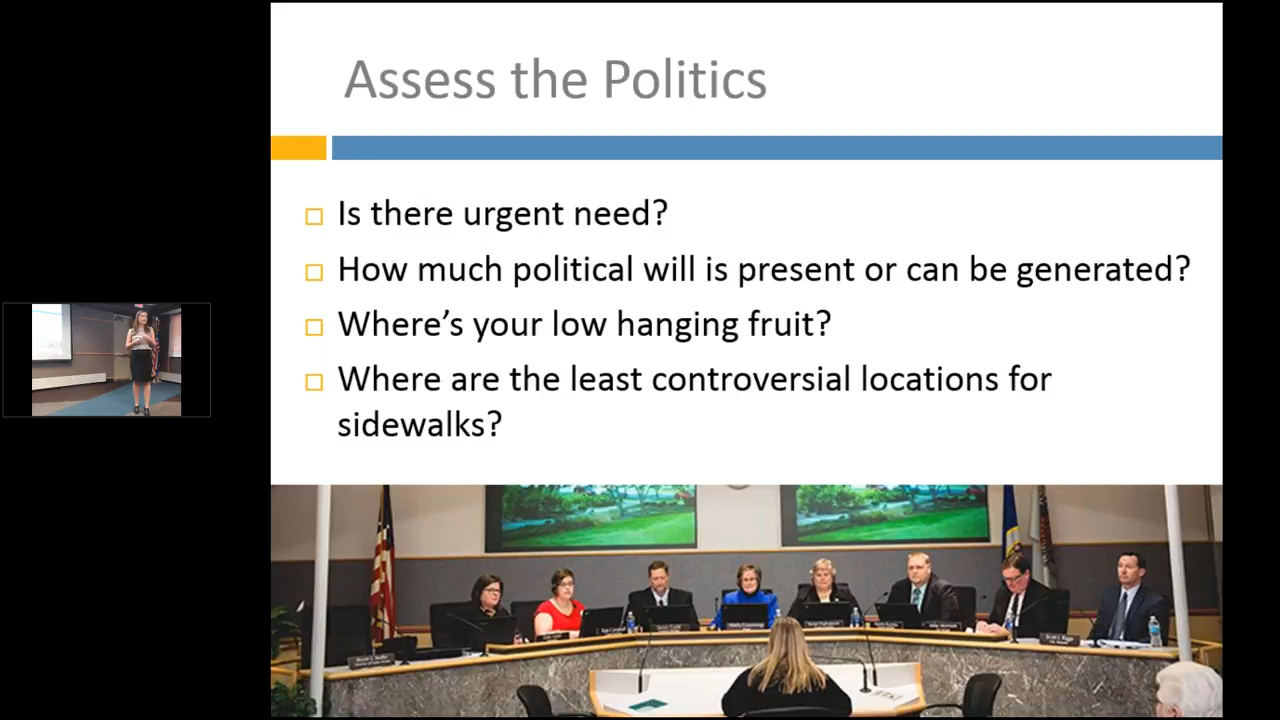 Assess the Politics
Is there urgent need?
How much political will is present or can be generated?
Where's your low hanging fruit?
Where are the least controversial locations for
sidewalks?